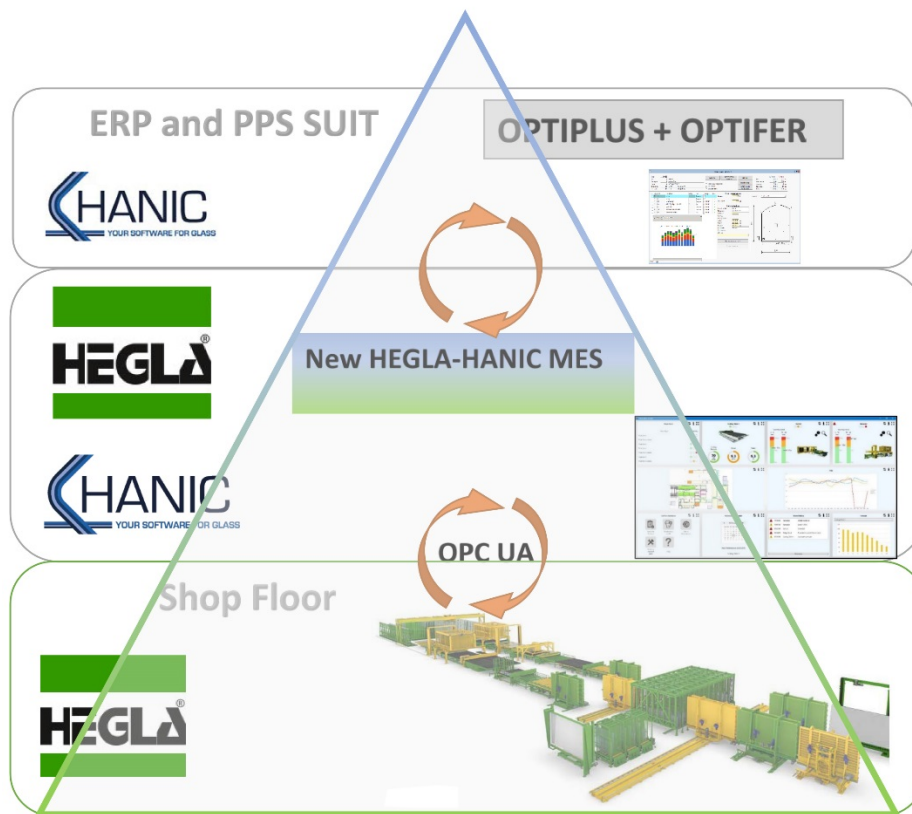 ERP and PPS SUIT
OPTIPLUS + OPTIFER
HANIC
YOUR SOFTWARE FOR GLASS
HEGLA®
New HEGLA-HANIC MES
HANIC
YOUR SOFTWARE FOR GLASS
OPC UA
Shop Floor
HEGLA®